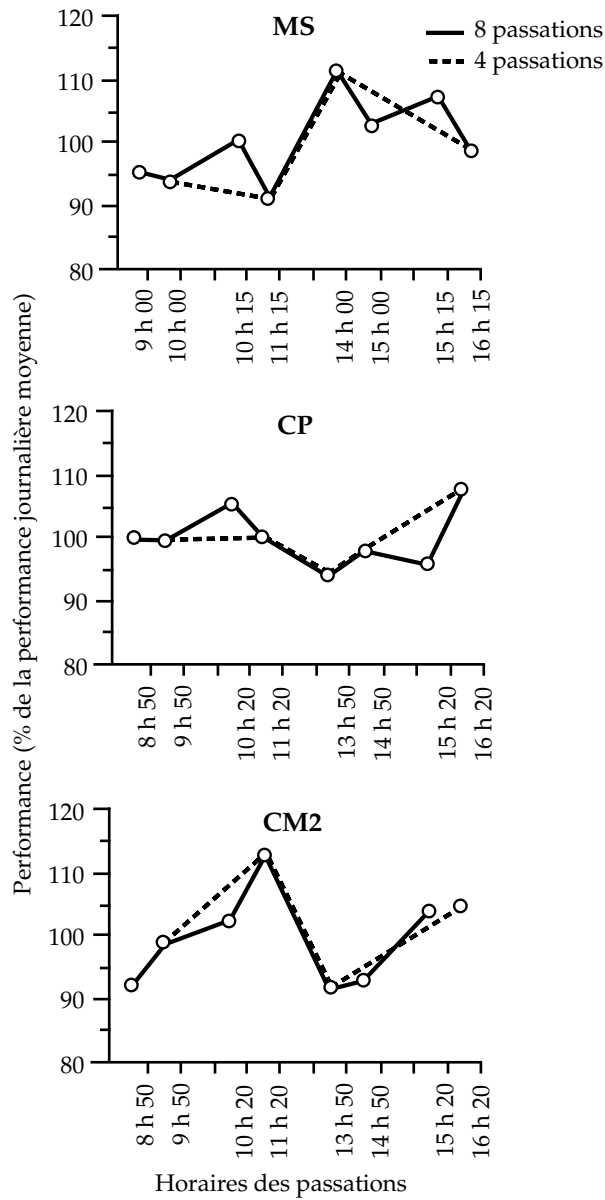 MS
8 passations
4 passations
120
110
100
90
80
9 h 00
10 h 00
10 h 15
11 h 15
14 h 00
15 h 00
15 h 15
16 h 15
Performance (% de la performance journalière moyenne)
CP
120
110
100
90
80
8 h 50
9 h 50
10 h 20
11 h 20
13 h 50
14 h 50
15 h 20
16 h 20
CM2
120
110
100
90
80
8 h 50
9 h 50
10 h 20
11 h 20
13 h 50
14 h 50
15 h 20
16 h 20
Horaires des passations